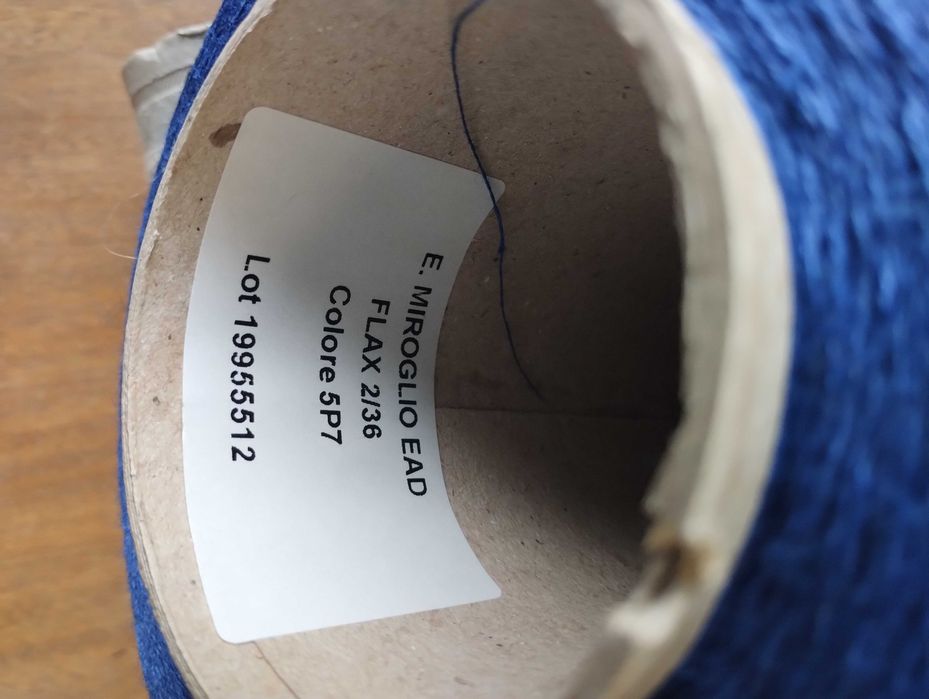 E. MIROGLIO EAD
FLAX 2/36
Colore 5P7
Lot 19955512